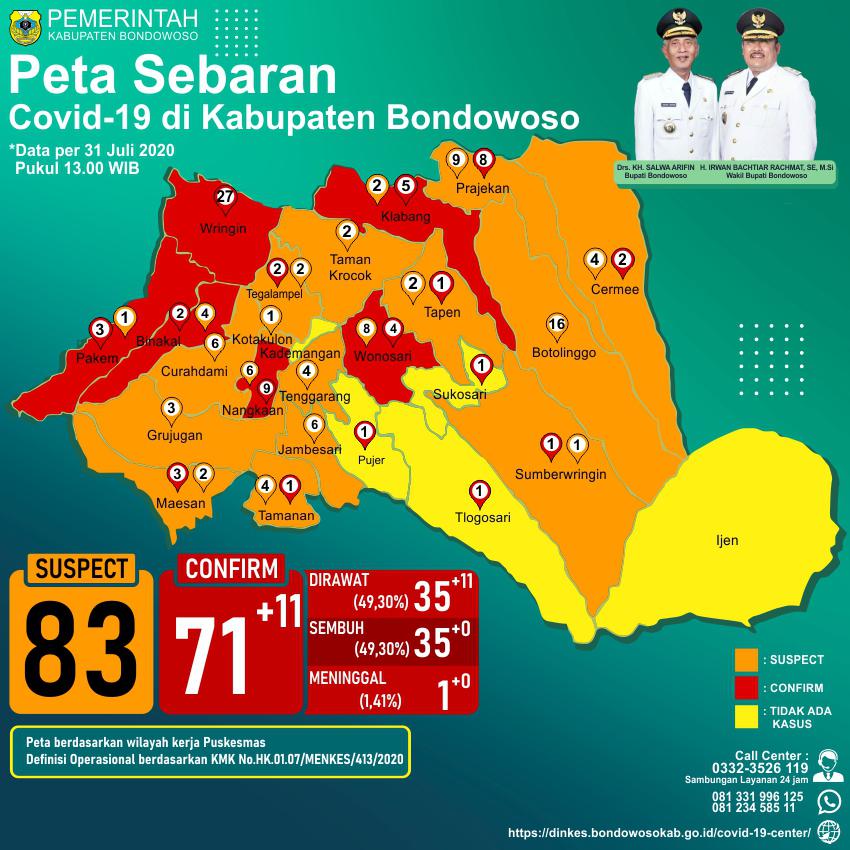 PEMERINTAH
KABUPATEN BONDOWOSO
Peta Sebaran
Covid-19 di Kabupaten Bondowoso
*Data per 31 Juli 2020
Pukul 13.00 WIB
Drs. KH. SALWA ARIFIN
Bupati Bondowoso
H. IRWAN BACHTIAR RACHMAT, SE, M.Si
Wakil Bupati Bondowoso
9 8
Prajekan
27
Wringin
2 5
Klabang
2
Taman
Krocok
4 2
Cermee
2 2
Tegalampel
2 1
Tapen
3 1
Pakem
2 4
Binakal
1
Kotakulon
Kademangan
6
Curahdami
8 4
Wonosari
16
Botolinggo
1
Sukosari
6 9
Nangkaan
4
Tenggarang
3
Grujugan
6
Jambesari
1
Pujer
1 1
Sumberwringin
3 2
Maesan
4 1
Tamanan
1
Tlogosari
Ijen
SUSPECT
83
CONFIRM
71 +11
DIRAWAT
(49,30%) 35 +11
SEMBUH
(49,30%) 35 +0
MENINGGAL
(1,41%) 1 +0
: SUSPECT
: CONFIRM
: TIDAK ADA
KASUS
Peta berdasarkan wilayah kerja Puskesmas
Definisi Operasional berdasarkan KMK No.HK.01.07/MENKES/413/2020
Call Center :
0332-3526 119
Sambungan Layanan 24 jam
081 331 996 125
081 234 585 11
https://dinkes.bondowosokab.go.id/covid-19-center/